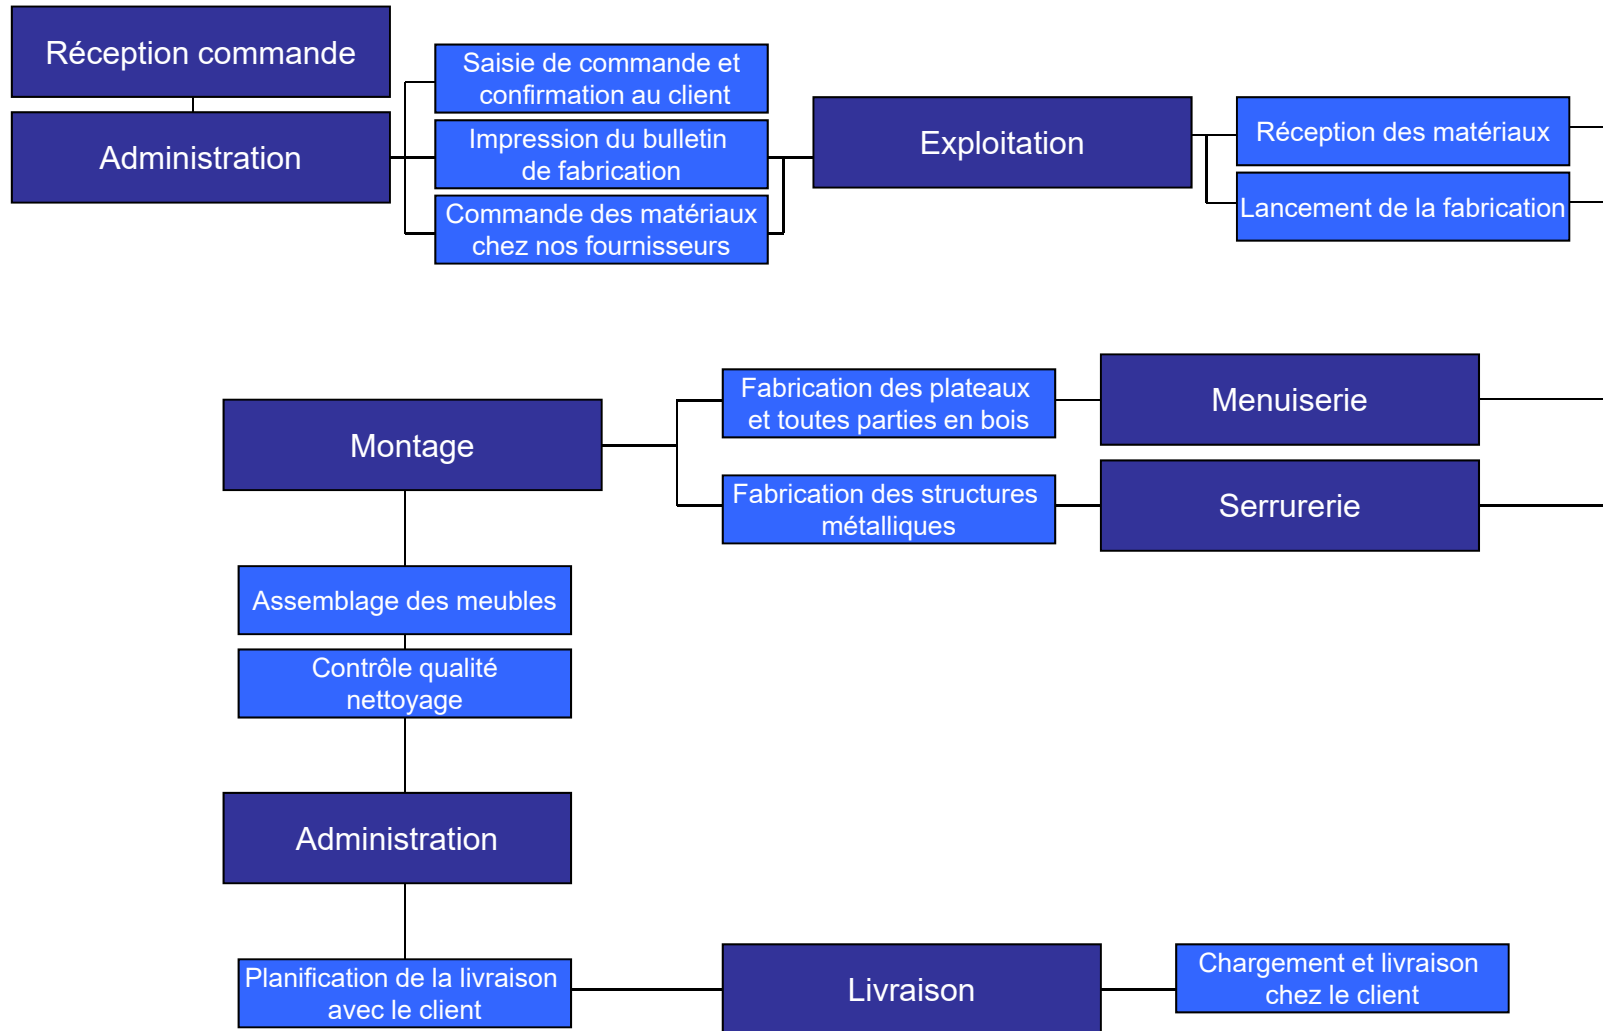 Réception commande
Administration
Saisie de commande et
confirmation au client
Impression du bulletin
de fabrication
Commande des matériaux
chez nos fournisseurs
Exploitation
Réception des matériaux
Lancement de la fabrication
Menuiserie
Serrurerie
Fabrication des plateaux
et toutes parties en bois
Fabrication des structures
métalliques
Montage
Assemblage des meubles
Contrôle qualité
nettoyage
Administration
Planification de la livraison
avec le client
Livraison
Chargement et livraison
chez le client